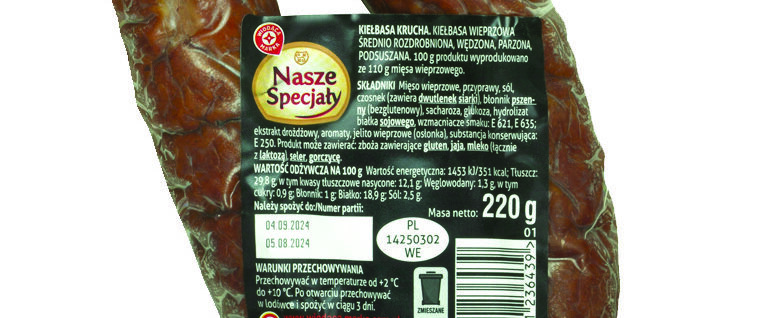 WIODĄCA MARKA
Nasze
Specjały
KIEŁBASA KRUCHA. KIEŁBASA WIEPRZOWA
ŚREDNIO ROZDROBNIONA, WĘDZONA, PARZONA,
PODSUSZANA. 100 g produktu wyprodukowano
ze 110 g mięsa wieprzowego.
SKŁADNIKI: Mięso wieprzowe, przyprawy, sól,
czosnek (zawiera dwutlenek siarki), błonnik pszen-
ny (bezglutenowy), sacharoza, glukoza, hydrolizat
białka sojowego, wzmacniacze smaku: E 621, E 635;
ekstrakt drożdżowy, aromaty, jelito wieprzowe (osłonka), substancja konserwująca:
E 250. Produkt może zawierać: zboża zawierające gluten, jaja, mleko (łącznie
z laktozą), seler, gorczycę.
WARTOŚĆ ODŻYWCZA NA 100 g Wartość energetyczna: 1453 kJ/351 kcal; Tłuszcz:
29,8 g, w tym kwasy tłuszczowe nasycone: 12,1 g; Węglowodany: 1,3 g, w tym
cukry: 0,9 g; Błonnik: 1 g; Białko: 18,9 g; Sól: 2,5 g.
Należy spożyć do:/Numer partii:
04.09.2024
05.08.2024
Masa netto: 220 g
PL
14250302
WE
01
1236439
WARUNKI PRZECHOWYWANIA
Przechowywać w temperaturze od +2 °C
do +10 °C. Po otwarciu przechowywać
w lodówce i spożyć w ciągu 3 dni.
ZMIESZANE